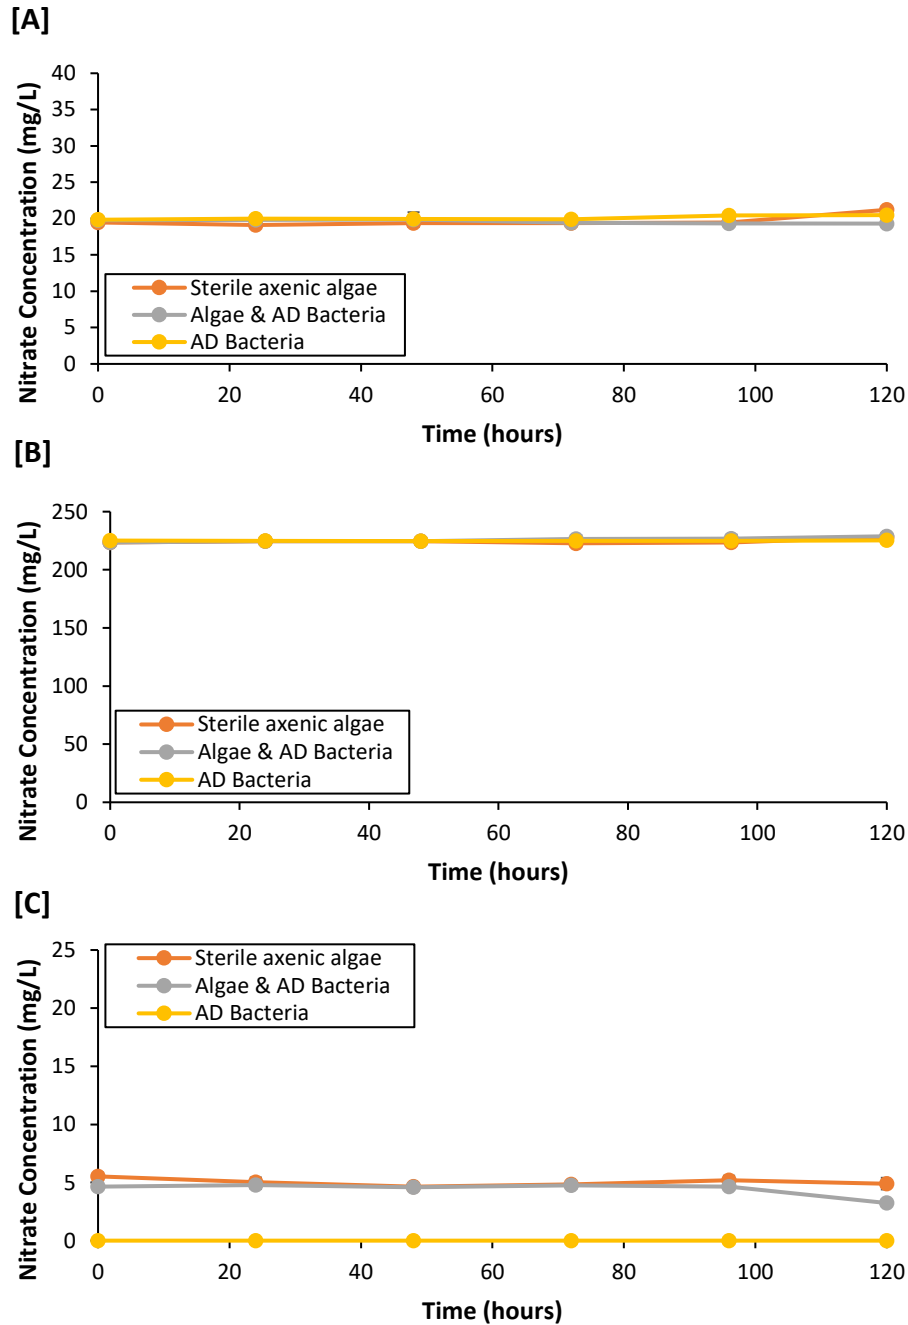 [A]
Nitrate Concentration (mg/L)
40
35
30
25
20
15
10
5
0
Sterile axenic algae
Algae & AD Bacteria
AD Bacteria
0 20 40 60 80 100 120
Time (hours)
[B]
Nitrate Concentration (mg/L)
250
200
150
100
50
0
Sterile axenic algae
Algae & AD Bacteria
AD Bacteria
0 20 40 60 80 100 120
Time (hours)
[C]
Nitrate Concentration (mg/L)
25
20
15
10
5
0
Sterile axenic algae
Algae & AD Bacteria
AD Bacteria
0 20 40 60 80 100 120
Time (hours)